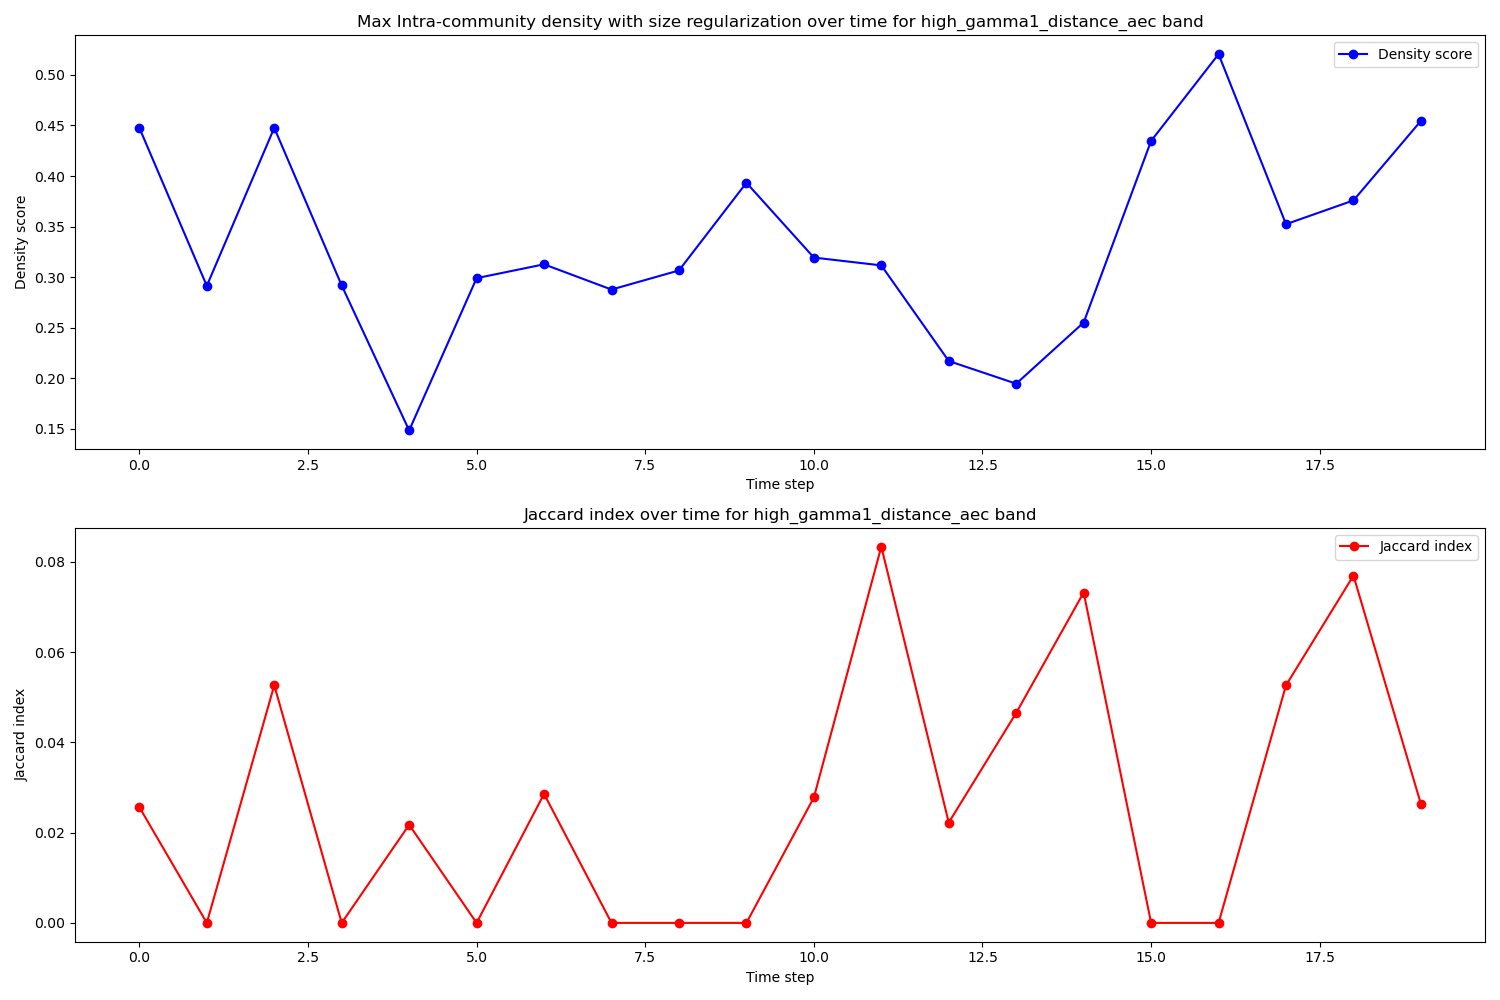 Max Intra-community density with size regularization over time for high_gamma1_distance_aec band
Density score
0.50
0.45
0.40
0.35
0.30
0.25
0.20
0.15
Density score
0.0 2.5 5.0 7.5 10.0 12.5 15.0 17.5
Time step
Jaccard index over time for high_gamma1_distance_aec band
Jaccard index
0.08
0.06
0.04
0.02
0.00
Jaccard index
0.0 2.5 5.0 7.5 10.0 12.5 15.0 17.5
Time step